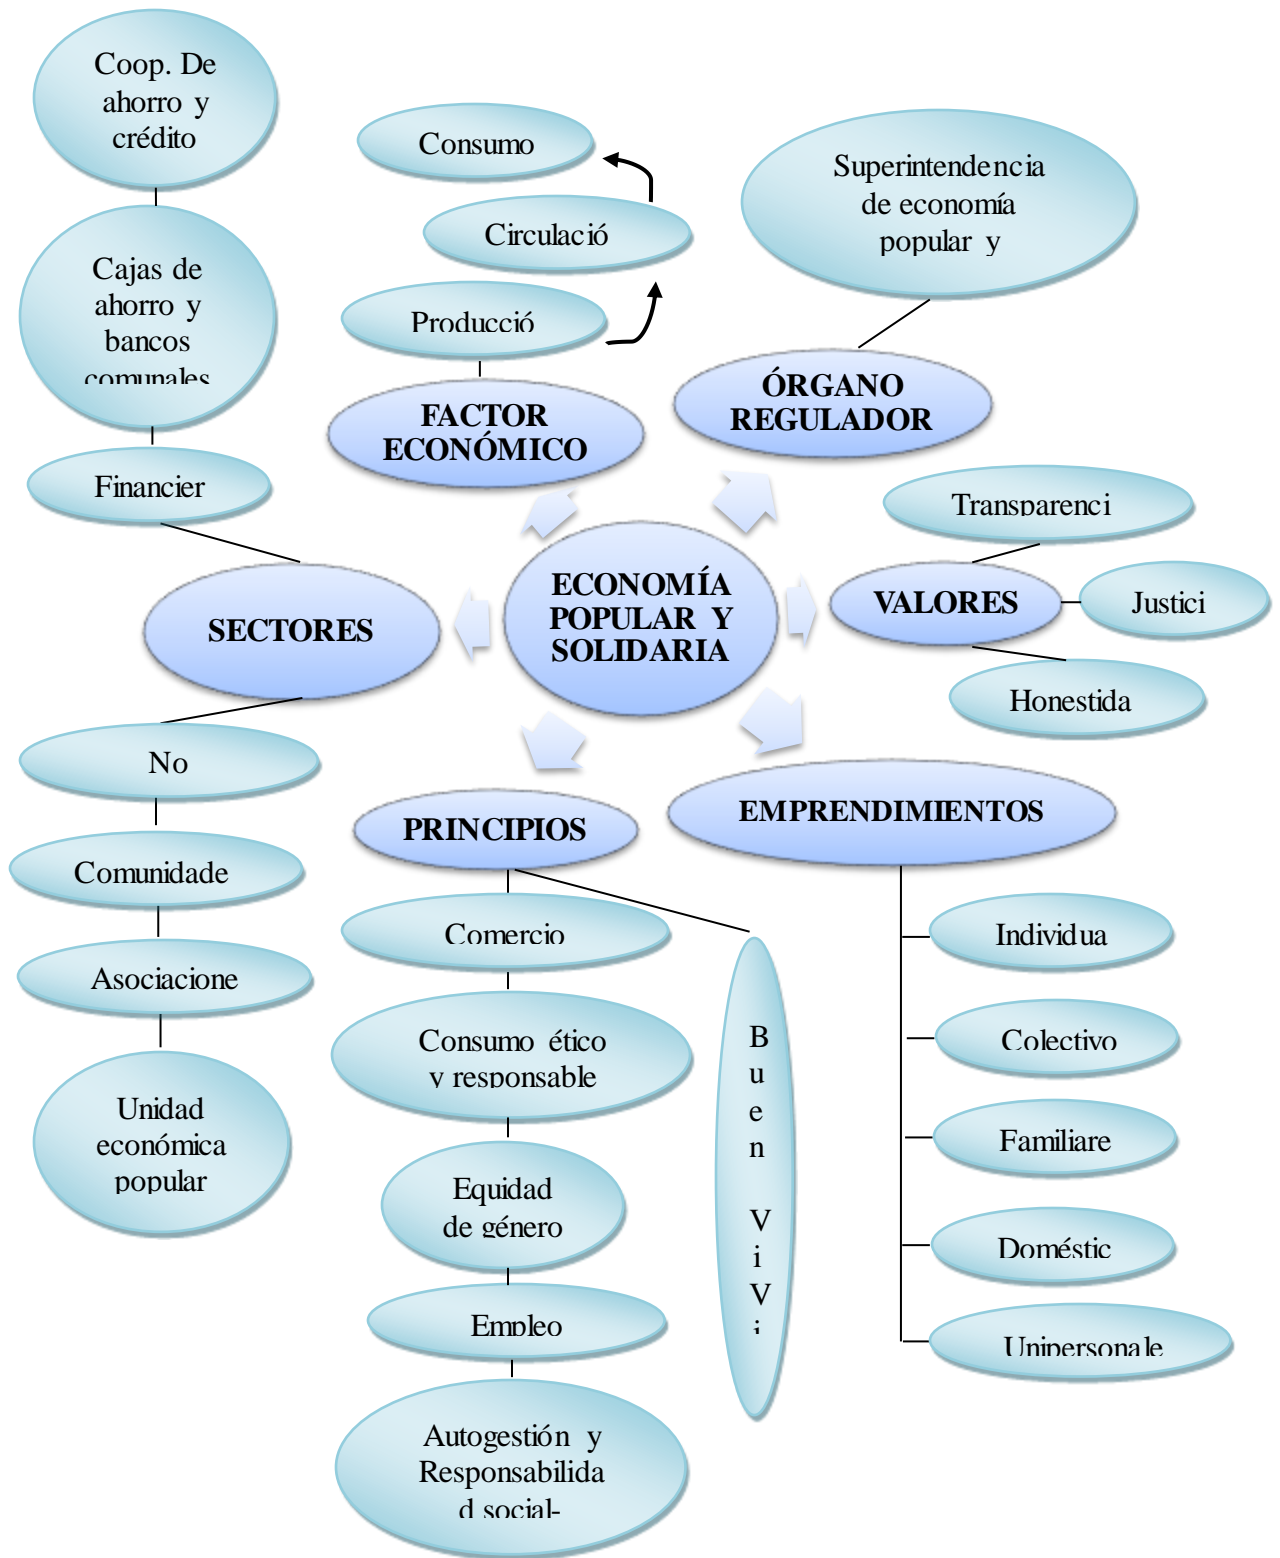 Coop. De
ahorro y
crédito
Cajas de
ahorro y
bancos
comunales
Financier
Consumo
Circulació
Producció
FACTOR
ECONÓMICO
Superintendencia
de economía
popular y
ÓRGANO
REGULADOR
Transparenci
VALORES
Justici
Honestida
ECONOMÍA
POPULAR Y
SOLIDARIA
SECTORES
No
Comunidade
Asociacione
Unidad
económica
popular
PRINCIPIOS
Comercio
Consumo ético
y responsable
Equidad
de género
Empleo
Autogestión y
Responsabilida
d social-
B
u
e
n
V
i
V
i
EMPRENDIMIENTOS
Individua
Colectivo
Familiare
Doméstic
Unipersonale